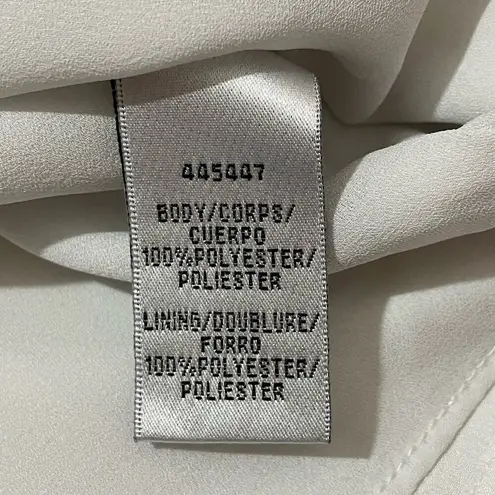 445447
BODY/CORPS/
CUERPO
100%POLYESTER/
POLIESTER
LINING/DOUBLURE/
FORRO
100%POLYESTER/
POLIESTER